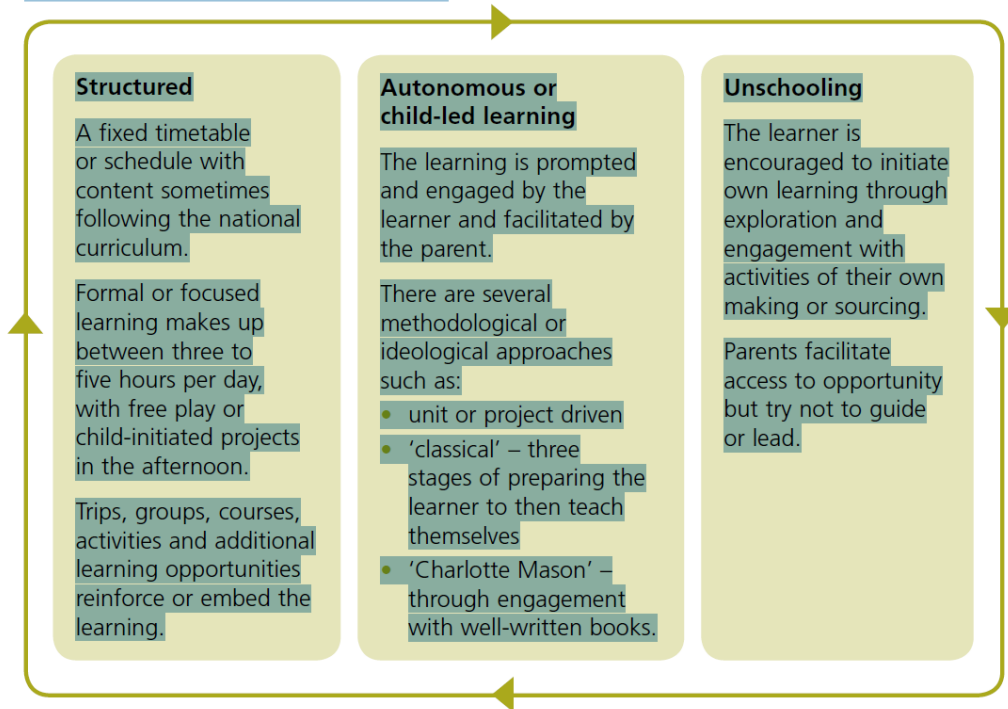 Structured
A fixed timetable
or schedule with
content sometimes
following the national
curriculum.
Formal or focused
learning makes up
between three to
five hours per day,
with free play or
child-initiated projects
in the afternoon.
Trips, groups, courses,
activities and additional
learning opportunities
reinforce or embed the
learning.
Autonomous or
child-led learning
The learning is prompted
and engaged by the
learner and facilitated by
the parent.
There are several
methodological or
ideological approaches
such as:
• unit or project driven
• ‘classical’ – three
stages of preparing the
learner to then teach
themselves
• ‘Charlotte Mason’ –
through engagement
with well-written books.
Unschooling
The learner is
encouraged to initiate
own learning through
exploration and
engagement with
activities of their own
making or sourcing.
Parents facilitate
access to opportunity
but try not to guide
or lead.